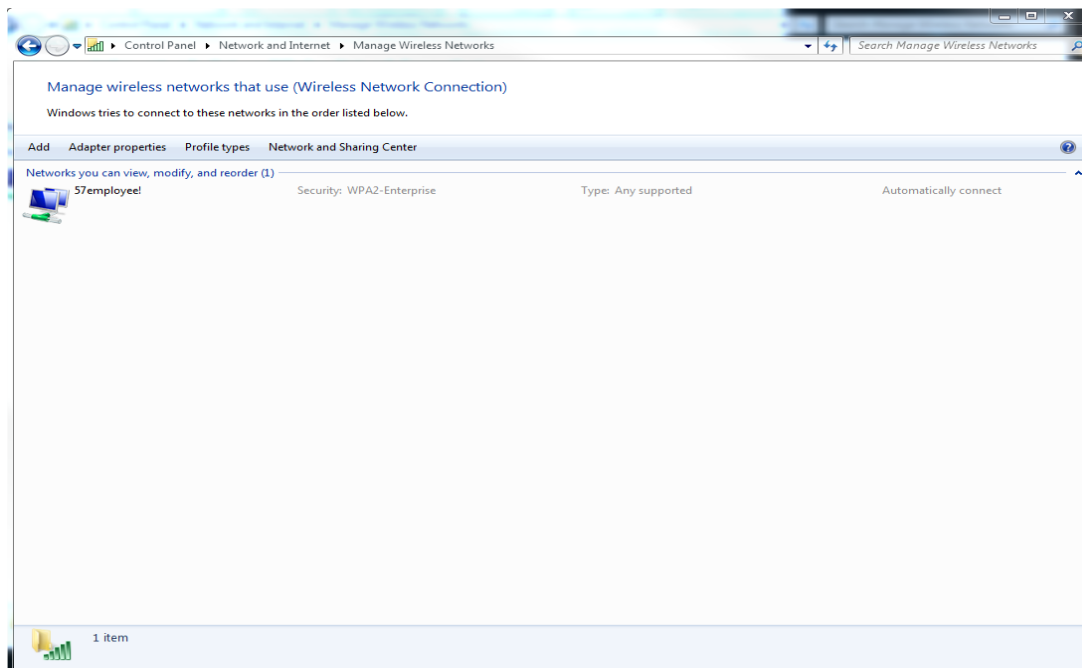 Control Panel Network and Internet Manage Wireless Networks
Search Manage Wireless Networks
Manage wireless networks that use (Wireless Network Connection)
Windows tries to connect to these networks in the order listed below.
Add Adapter properties Profile types Network and Sharing Center
Networks you can view, modify, and reorder (1)
57employee! Security: WPA2-Enterprise Type: Any supported Automatically connect
1 item